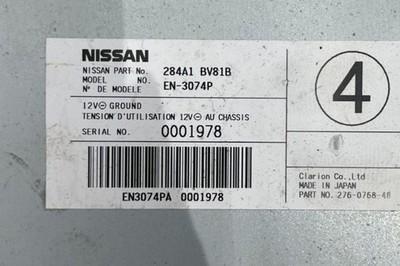 NISSAN
NISSAN PART No. 284A1 BV81B
MODEL NO.
N° DE MODELE EN-3074P
12V⎓ GROUND
TENSION D'UTILISATION 12V⎓ AU CHASSIS
SERIAL NO. 0001978
EN3074PA 0001978
4
Clarion Co.,Ltd
MADE IN JAPAN
PART NO. 276-0768-